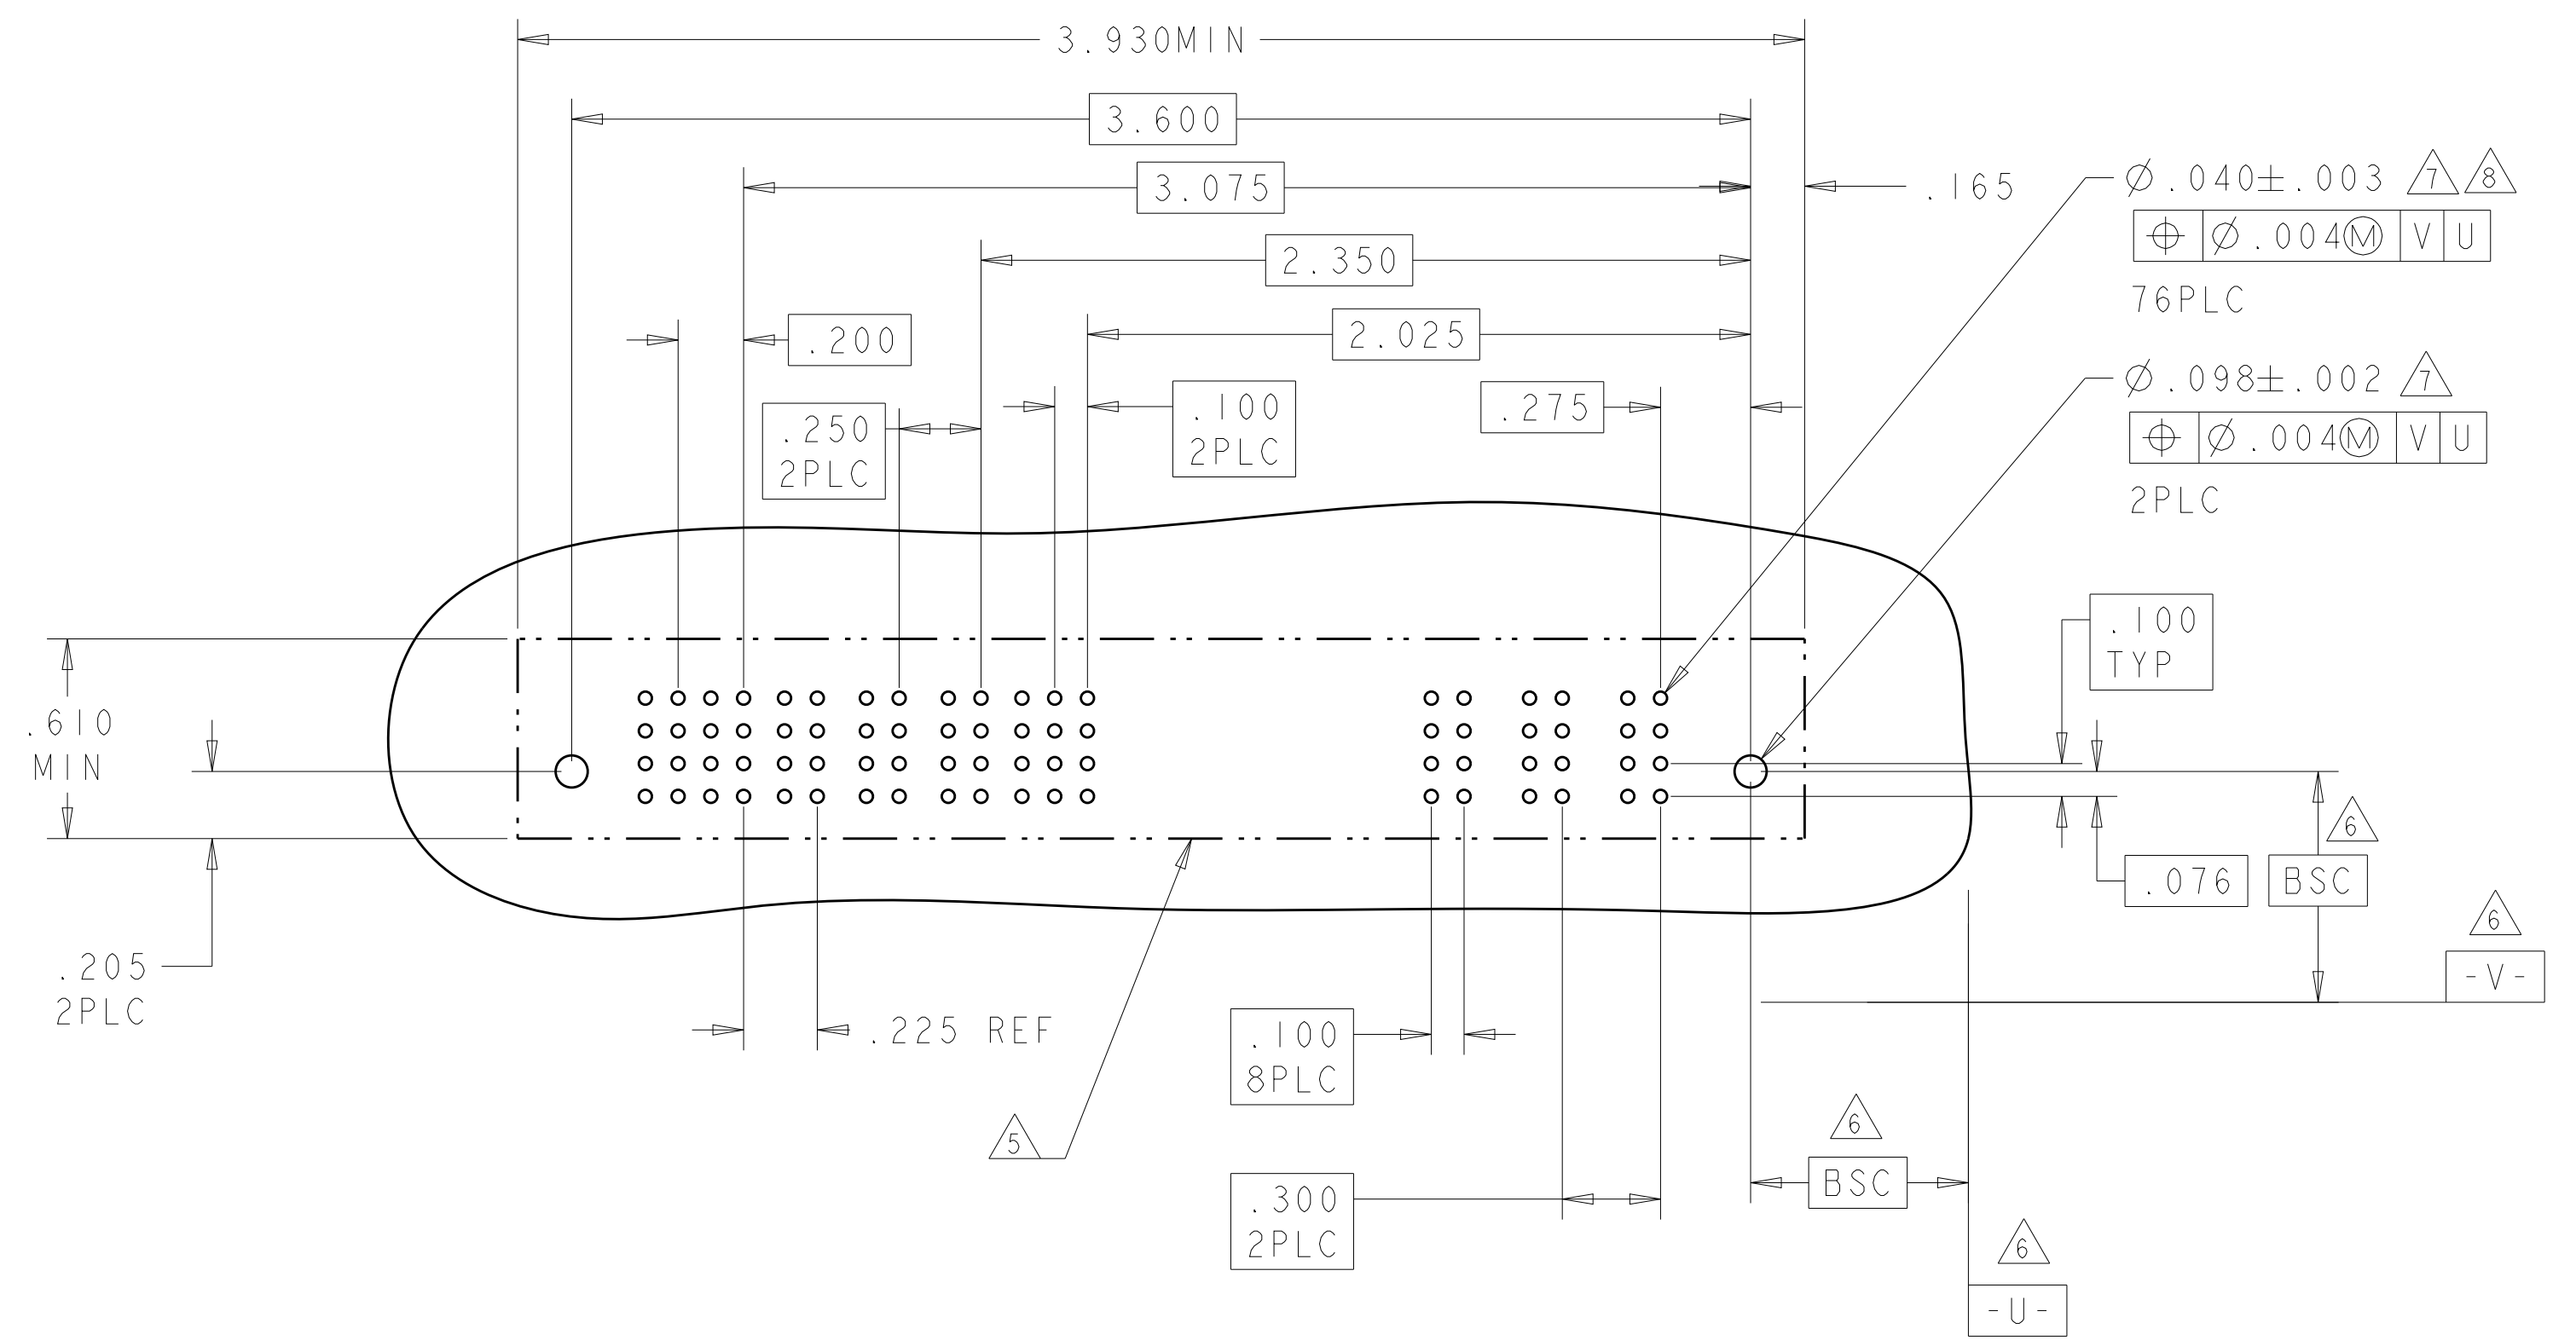 3.930MIN
3.600
3.075
.165
2.350
.200
2.025
.250
2PLC
.100
2PLC
.275
Ø.040±.003 7 8
⌖ Ø.004Ⓜ V U
76PLC
Ø.098±.002 7
⌖ Ø.004Ⓜ V U
2PLC
.100
TYP
.610
MIN
6
.076
BSC
6
-V-
.205
2PLC
.225 REF
.100
8PLC
5
6
BSC
.300
2PLC
6
-U-